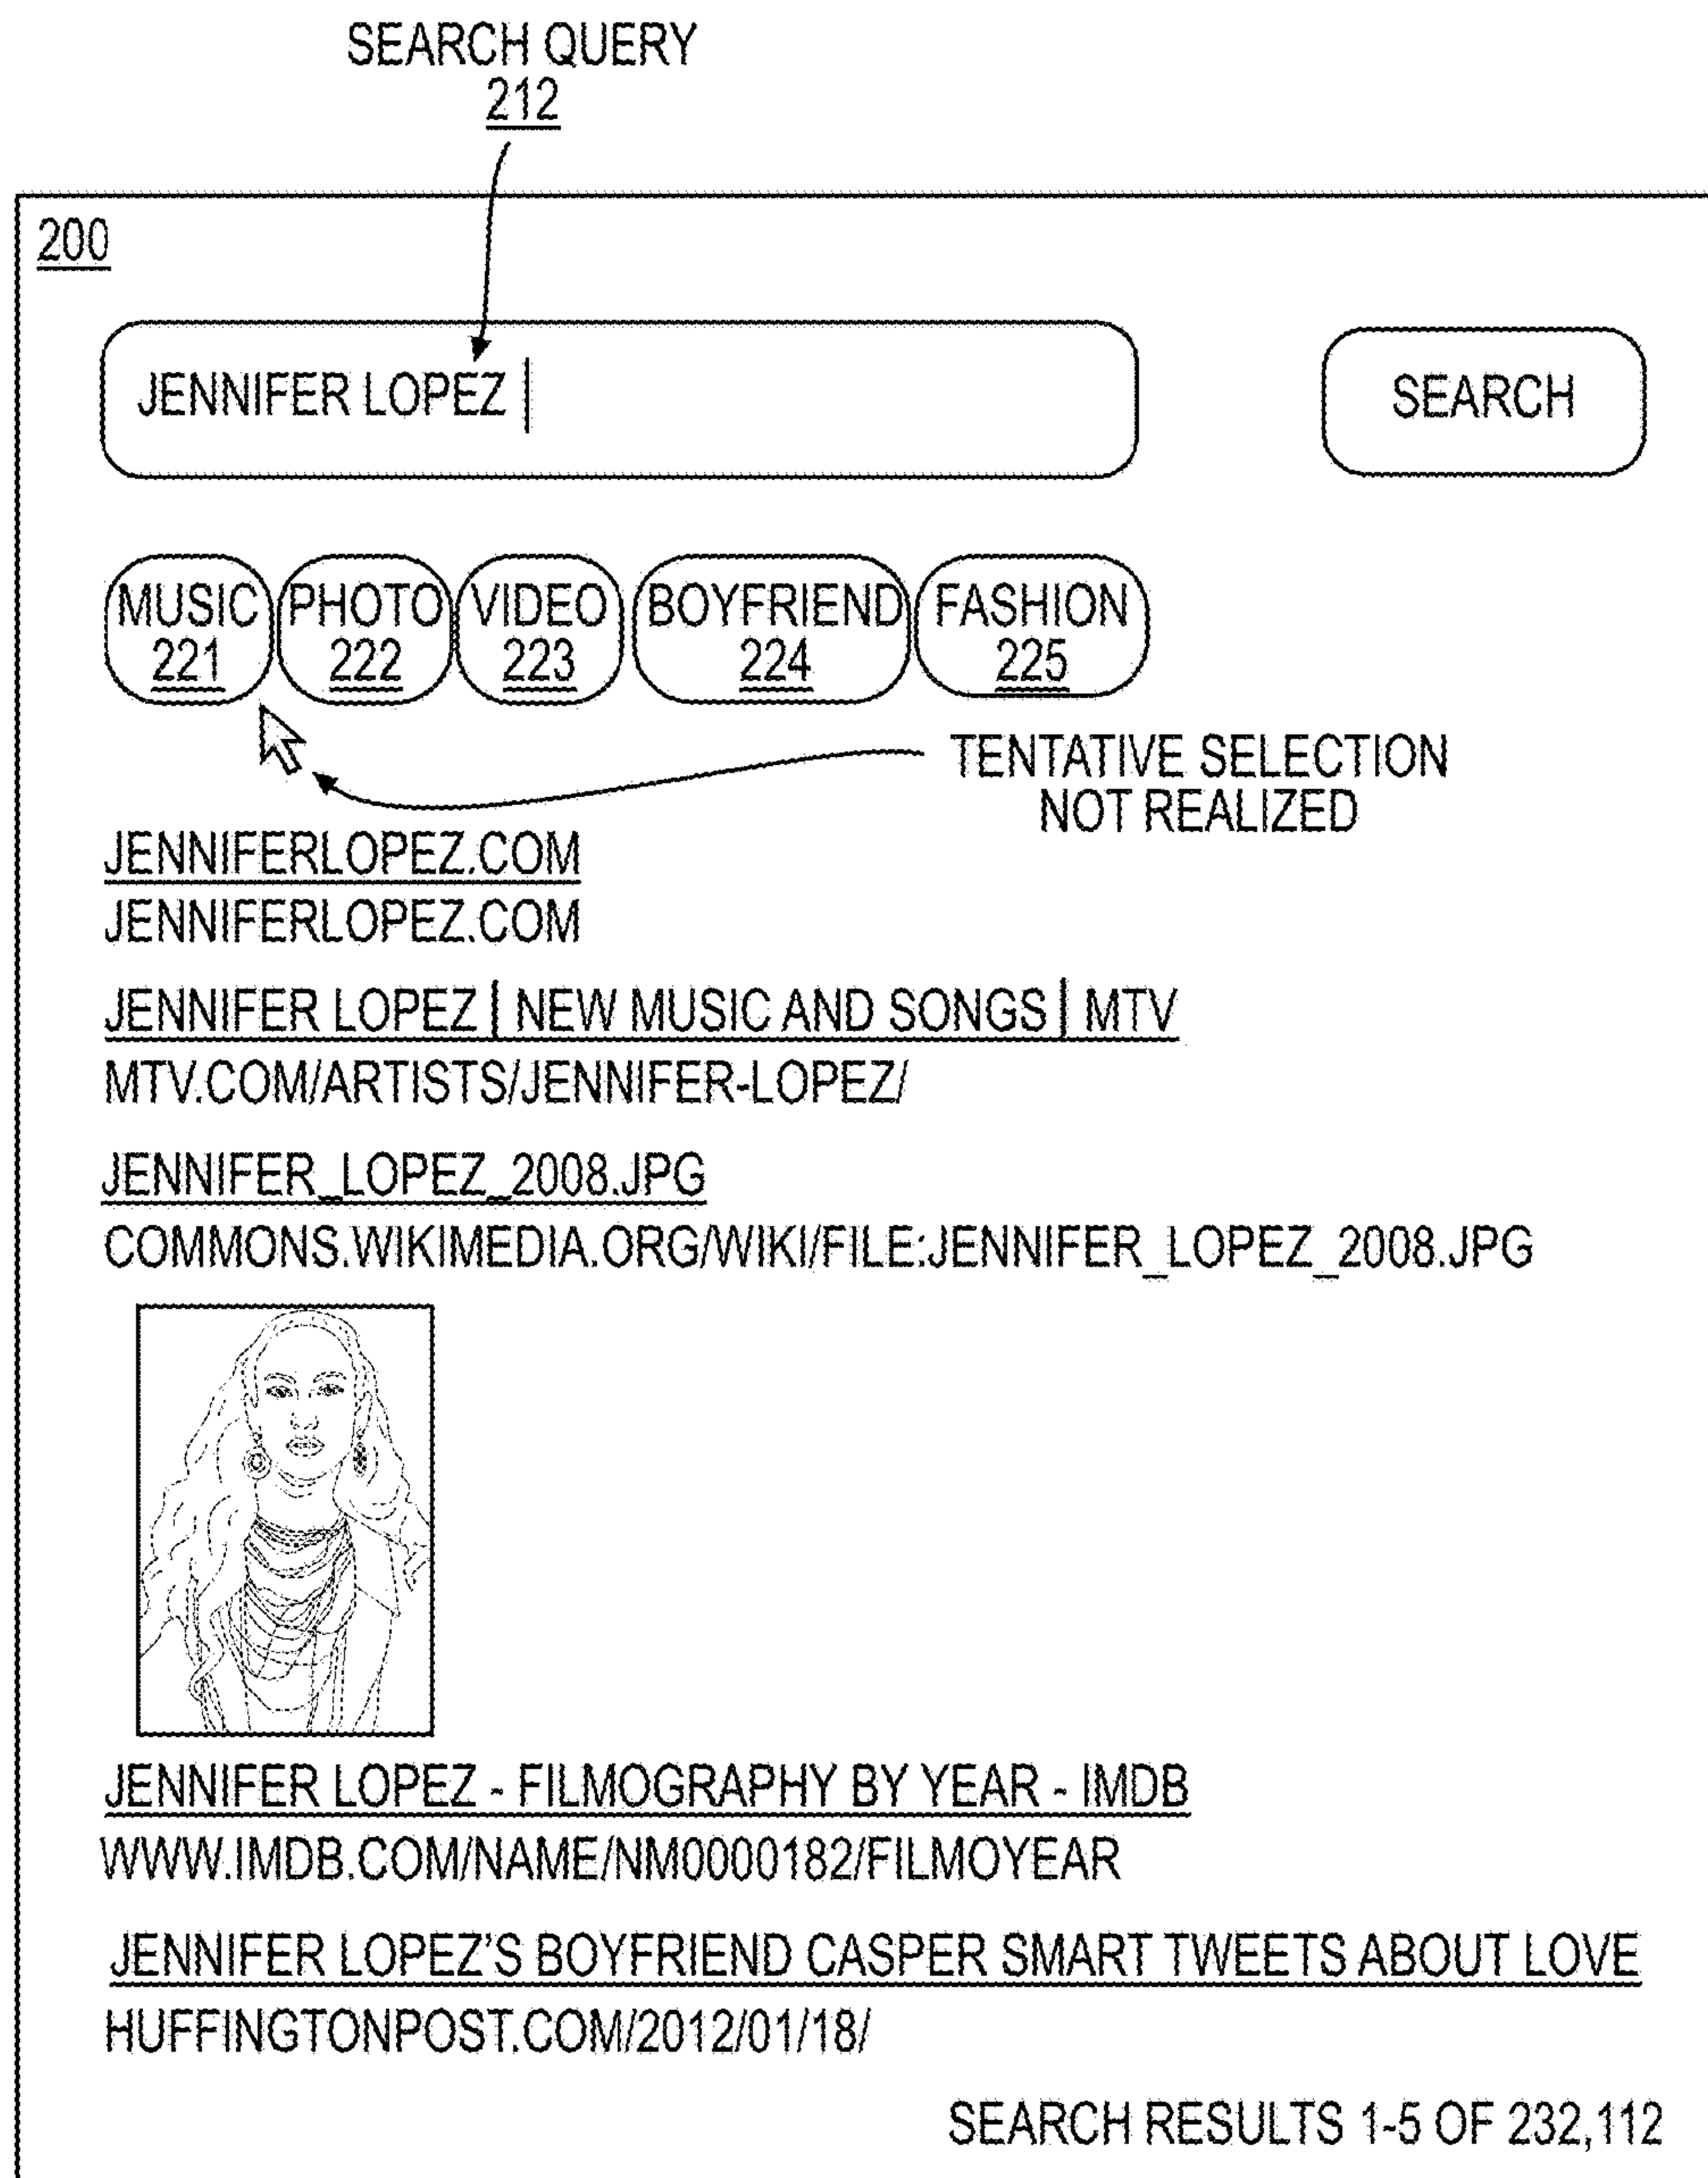 SEARCH QUERY
212
200
JENNIFER LOPEZ
SEARCH
MUSIC PHOTO VIDEO BOYFRIEND FASHION
221 222 223 224 225
TENTATIVE SELECTION
NOT REALIZED
JENNIFERLOPEZ.COM
JENNIFERLOPEZ.COM
JENNIFER LOPEZ | NEW MUSIC AND SONGS | MTV
MTV.COM/ARTISTS/JENNIFER-LOPEZ/
JENNIFER_LOPEZ_2008.JPG
COMMONS.WIKIMEDIA.ORG/WIKI/FILE:JENNIFER_LOPEZ_2008.JPG
JENNIFER LOPEZ - FILMOGRAPHY BY YEAR - IMDB
WWW.IMDB.COM/NAME/NM0000182/FILMOYEAR
JENNIFER LOPEZ'S BOYFRIEND CASPER SMART TWEETS ABOUT LOVE
HUFFINGTONPOST.COM/2012/01/18/
SEARCH RESULTS 1-5 OF 232,112